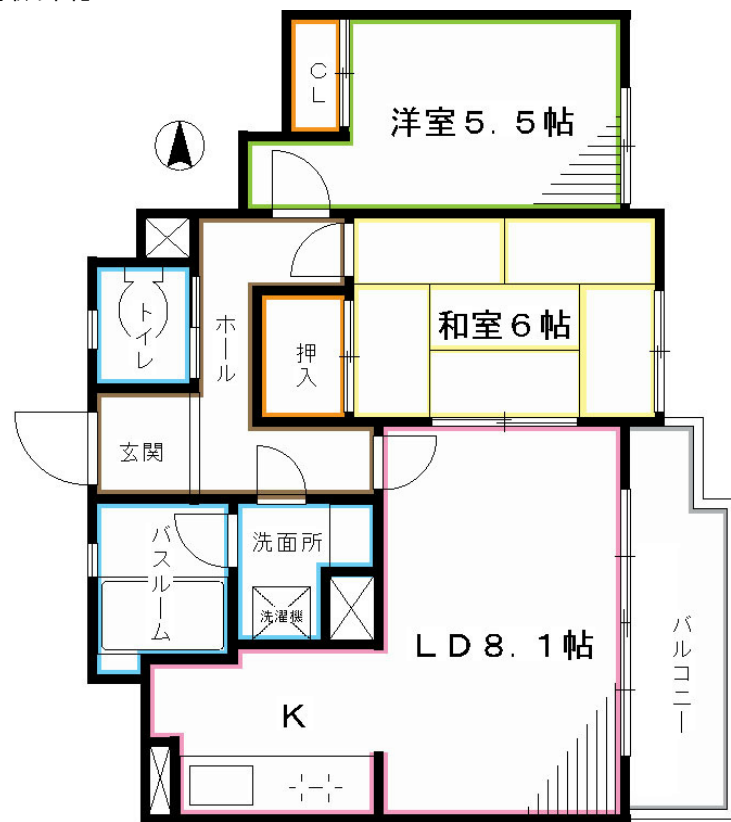 CL
洋室5.5帖
和室6帖
トイレ
ホール
押入
玄関
バスルーム
洗面所
洗濯機
LD8.1帖
K
バルコニー